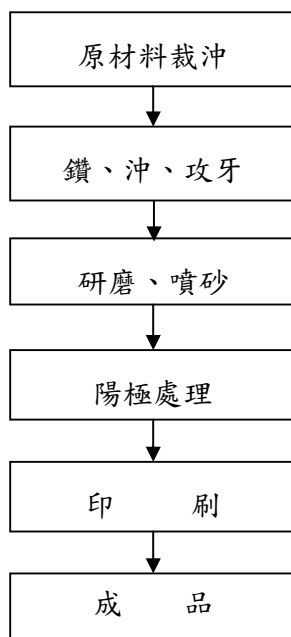 原材料裁沖
鑽、沖、攻牙
研磨、噴砂
陽極處理
印 刷
成 品